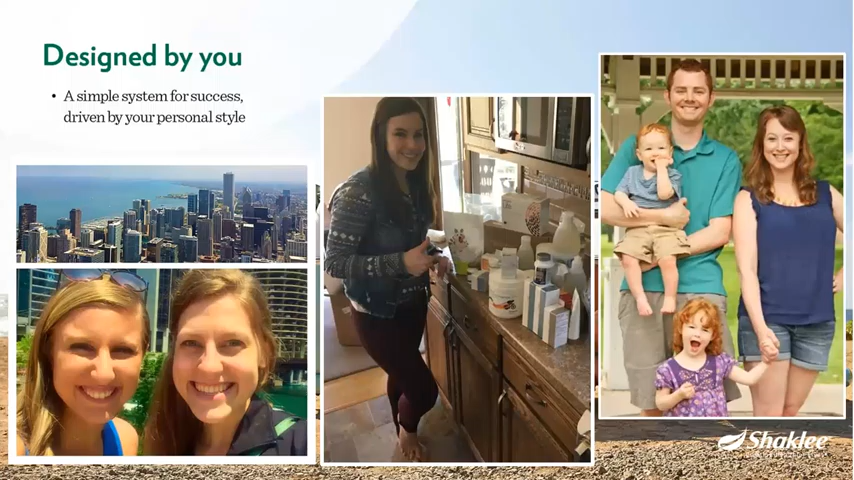 Designed by you
• A simple system for success,
driven by your personal style
Shaklee